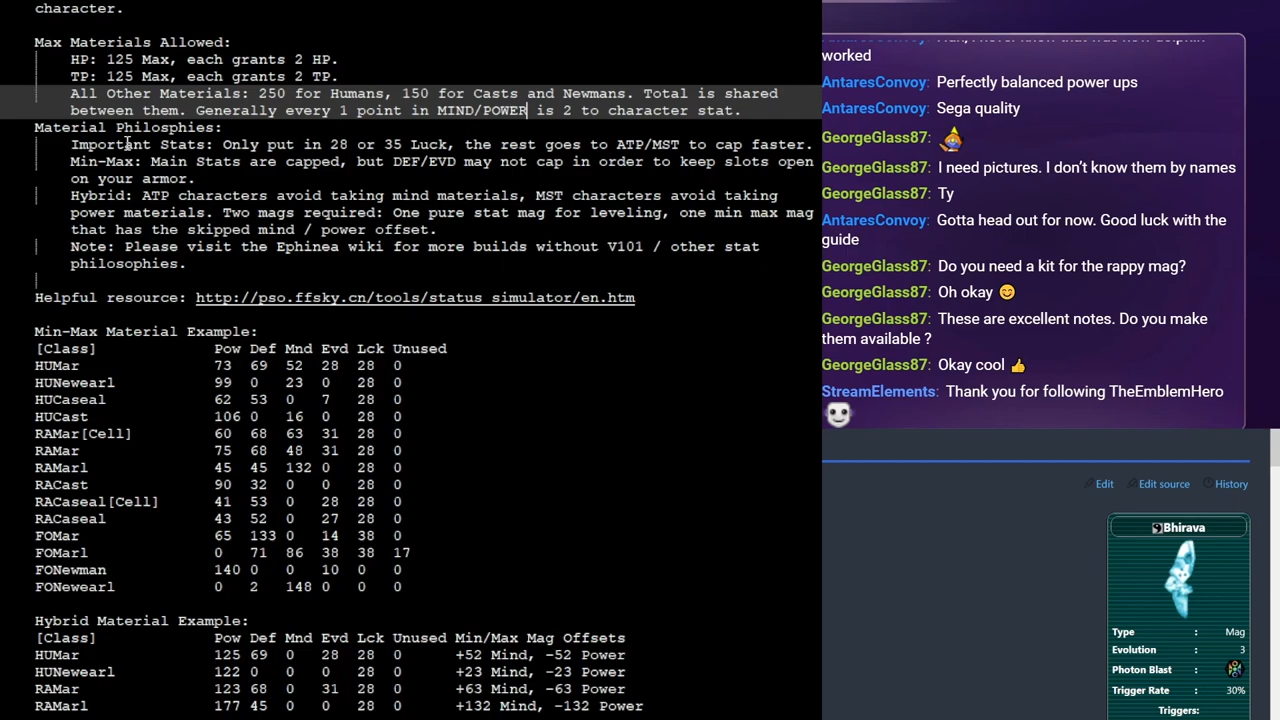 character.
Max Materials Allowed:
HP: 125 Max, each grants 2 HP.
TP: 125 Max, each grants 2 TP.
All Other Materials: 250 for Humans, 150 for Casts and Newmans. Total is shared
between them. Generally every 1 point in MIND/POWER is 2 to character stat.
Material Philosphies:
Important Stats: Only put in 28 or 35 Luck, the rest goes to ATP/MST to cap faster.
Min-Max: Main Stats are capped, but DEF/EVD may not cap in order to keep slots open
on your armor.
Hybrid: ATP characters avoid taking mind materials, MST characters avoid taking
power materials. Two mags required: One pure stat mag for leveling, one min max mag
that has the skipped mind / power offset.
Note: Please visit the Ephinea wiki for more builds without V101 / other stat
philosophies.
Helpful resource: http://pso.ffsky.cn/tools/status_simulator/en.htm
Min-Max Material Example:
[Class] Pow Def Mnd Evd Lck Unused
HUMar 73 69 52 28 28 0
HUNewearl 99 0 23 0 28 0
HUCaseal 62 53 0 7 28 0
HUCast 106 0 16 0 28 0
RAMar[Cell] 60 68 63 31 28 0
RAMar 75 68 48 31 28 0
RAMarl 45 45 132 0 28 0
RACast 90 32 0 0 28 0
RACaseal[Cell] 41 53 0 28 28 0
RACaseal 43 52 0 27 28 0
FOMar 65 133 0 14 38 0
FOMarl 0 71 86 38 38 17
FONewman 140 0 0 10 0 0
FONewearl 0 2 148 0 0 0
Hybrid Material Example:
[Class] Pow Def Mnd Evd Lck Unused Min/Max Mag Offsets
HUMar 125 69 0 28 28 0 +52 Mind, -52 Power
HUNewearl 122 0 0 0 28 0 +23 Mind, -23 Power
RAMar 123 68 0 31 28 0 +63 Mind, -63 Power
RAMarl 177 45 0 0 28 0 +132 Mind, -132 Power
worked
AntaresConvoy: Perfectly balanced power ups
AntaresConvoy: Sega quality
GeorgeGlass87:
GeorgeGlass87: I need pictures. I don't know them by names
GeorgeGlass87: Ty
AntaresConvoy: Gotta head out for now. Good luck with the
guide
GeorgeGlass87: Do you need a kit for the rappy mag?
GeorgeGlass87: Oh okay 😊
GeorgeGlass87: These are excellent notes. Do you make
them available ?
GeorgeGlass87: Okay cool 👍
StreamElements: Thank you for following TheEmblemHero
Edit Edit source History
Bhirava
Type : Mag
Evolution : 3
Photon Blast :
Trigger Rate : 30%
Triggers: